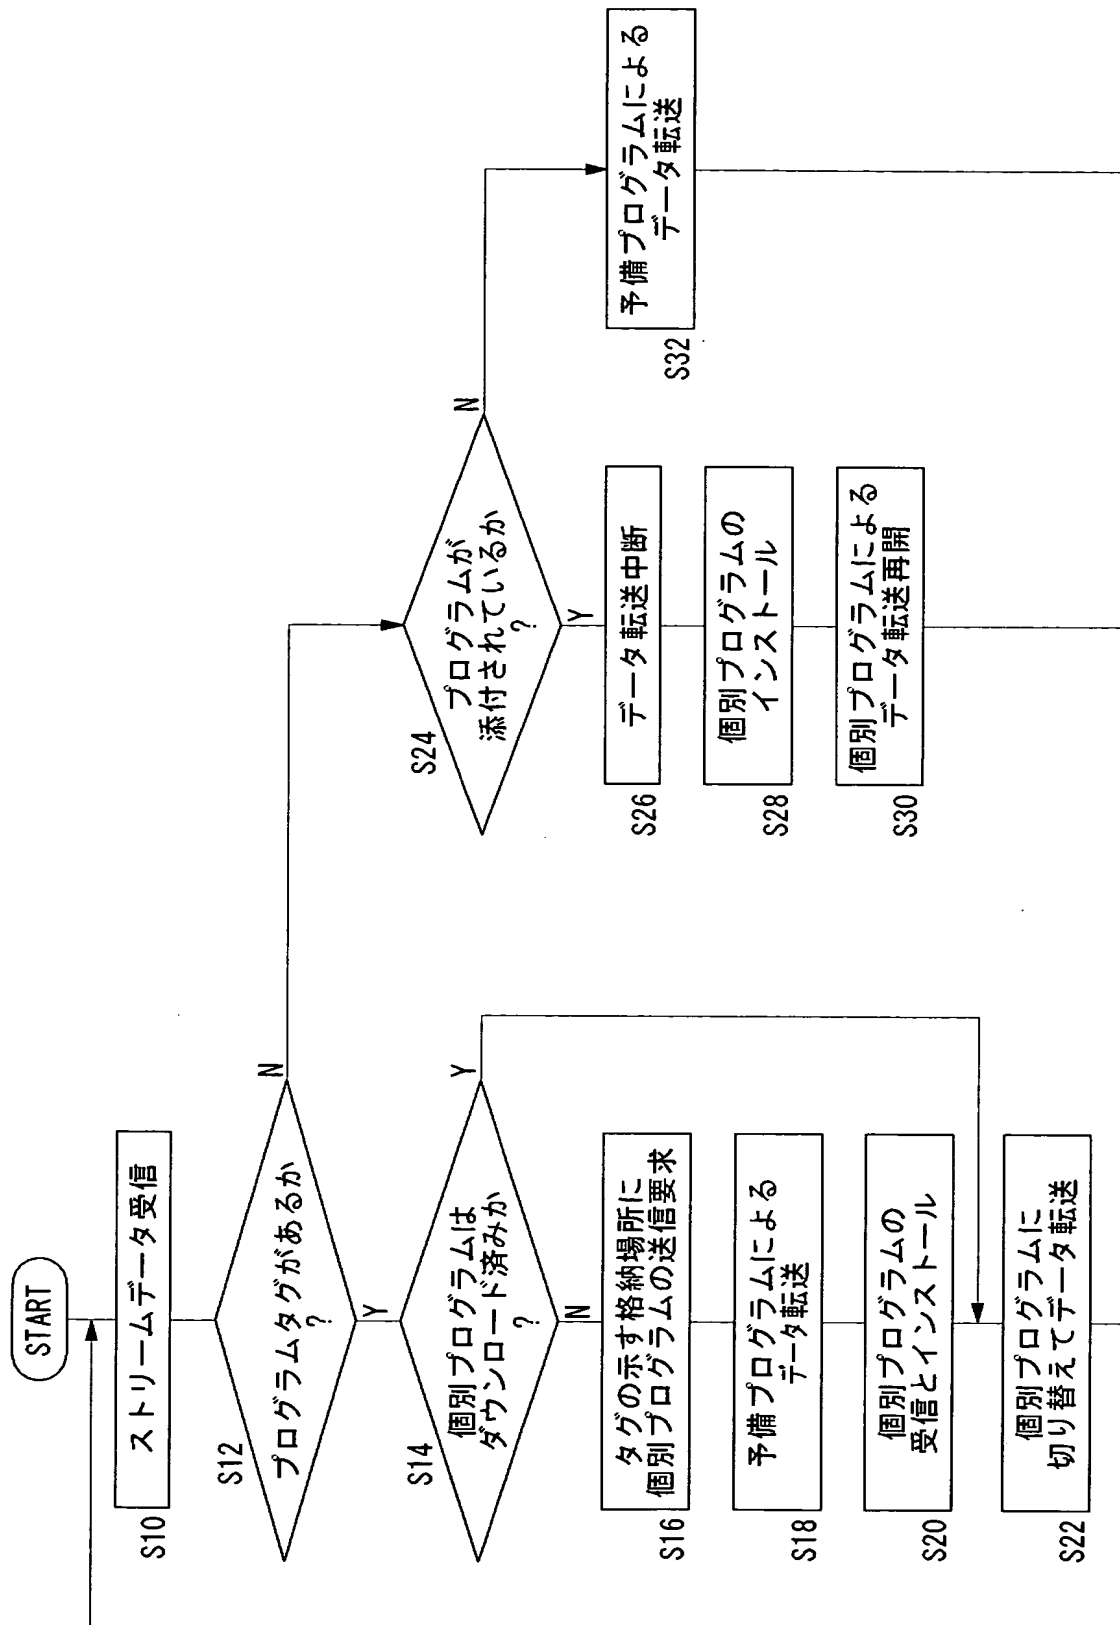 START
S10
ストリームデータ受信
S12
プログラムタグがあるか
?
N
Y
S14
個別プログラムは
ダウンロード済みか
?
Y
N
S16
タグの示す格納場所に
個別プログラムの送信要求
S18
予備プログラムによる
データ転送
S20
個別プログラムの
受信とインストール
S22
個別プログラムに
切り替えてデータ転送
S24
プログラムが
添付されているか
?
N
Y
S26
データ転送中断
S28
個別プログラムの
インストール
S30
個別プログラムによる
データ転送再開
S32
予備プログラムによる
データ転送